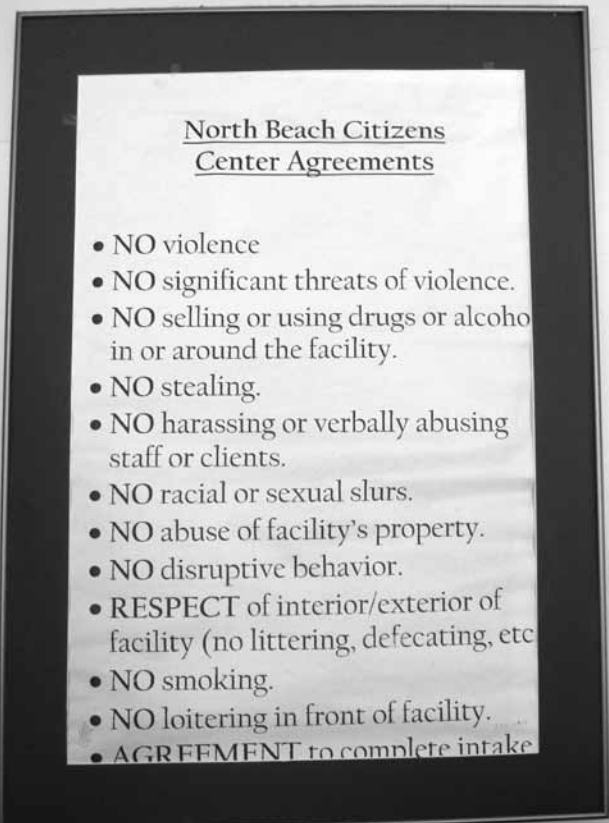 North Beach Citizens
Center Agreements
• NO violence
• NO significant threats of violence.
• NO selling or using drugs or alcoho
in or around the facility.
• NO stealing.
• NO harassing or verbally abusing
staff or clients.
• NO racial or sexual slurs.
• NO abuse of facility's property.
• NO disruptive behavior.
• RESPECT of interior/exterior of
facility (no littering, defecating, etc
• NO smoking.
• NO loitering in front of facility.
• AGREEMENT to complete intake